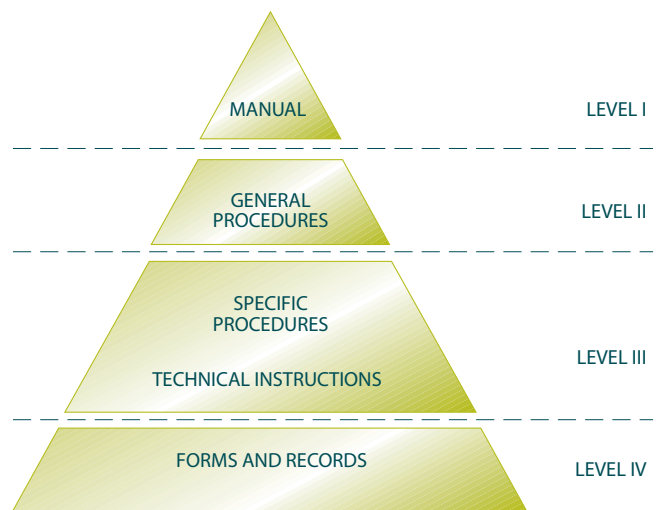 MANUAL
LEVEL I
GENERAL
PROCEDURES
LEVEL II
SPECIFIC
PROCEDURES
TECHNICAL INSTRUCTIONS
LEVEL III
FORMS AND RECORDS
LEVEL IV